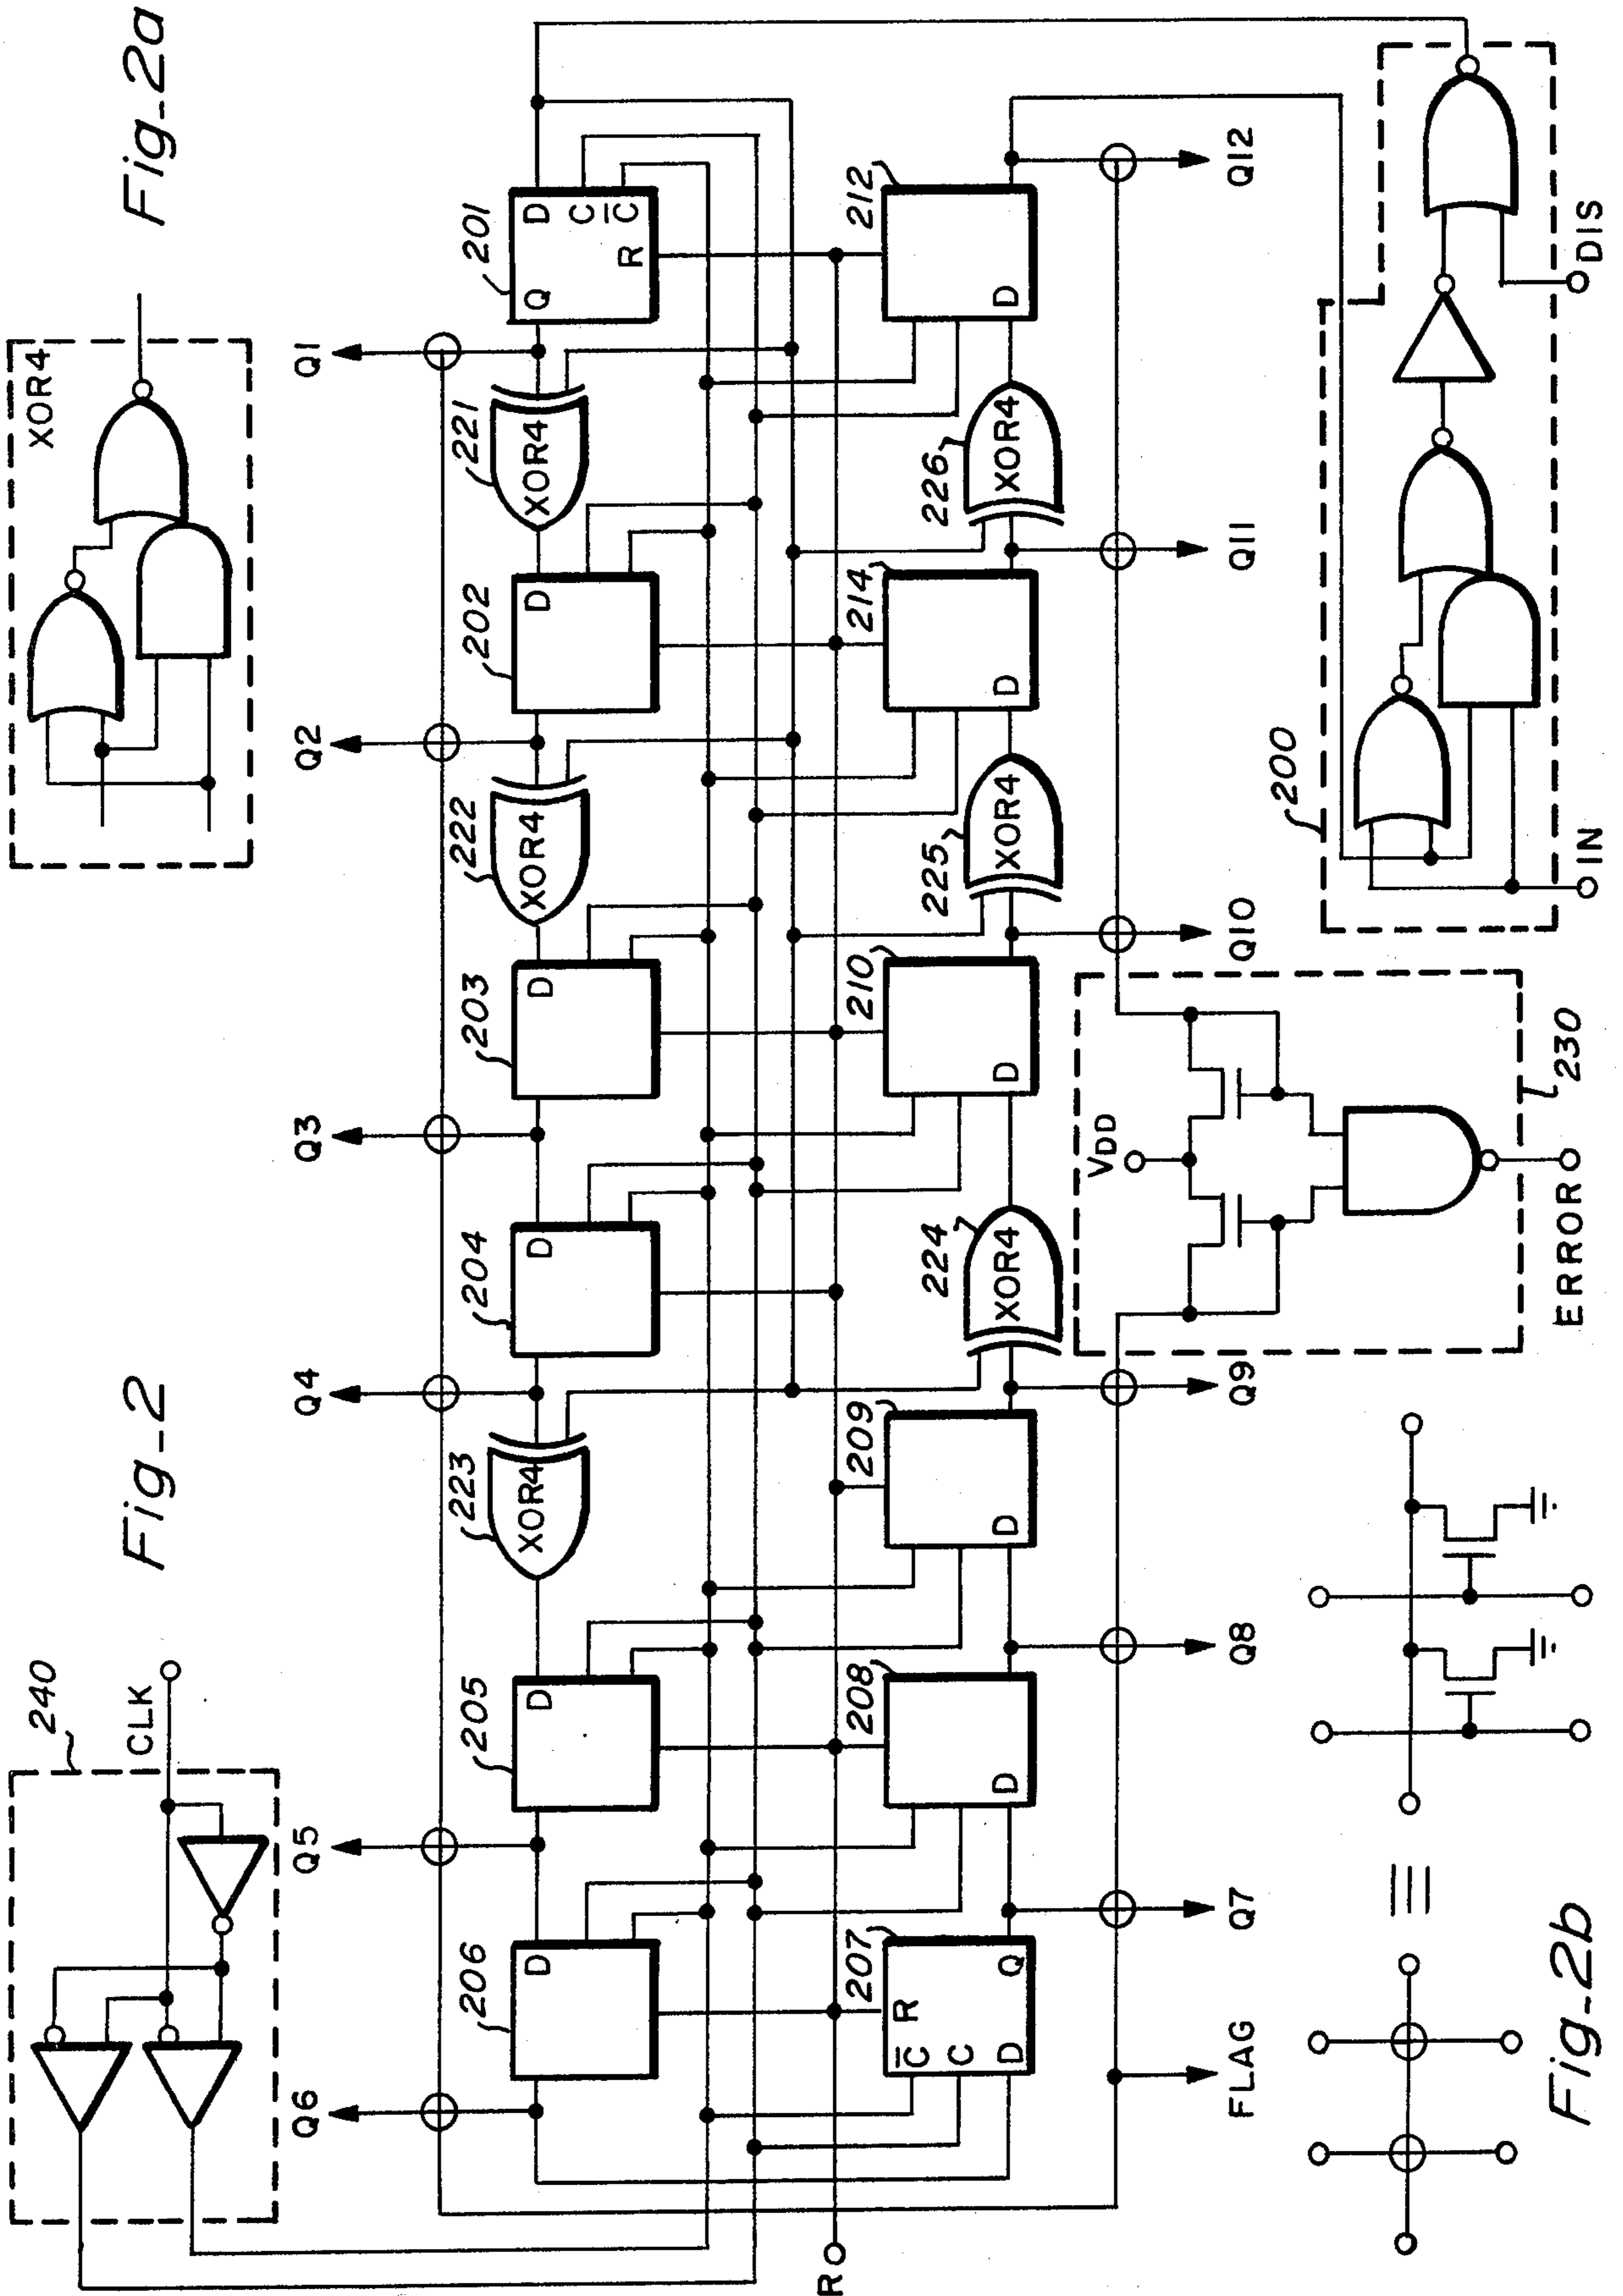 Fig_2
Fig_2a
240
CLK
XOR4
Q6
Q5
Q4
Q3
Q2
Q1
206
D
205
D
223
XOR4
204
D
203
D
222
XOR4
202
D
221
XOR4
201
Q
D
C
C̅
R
R
207
C̅
R
C
D
Q
208
D
209
D
224
XOR4
210
D
225
XOR4
214
D
226
XOR4
212
D
FLAG
Q7
Q8
Q9
Q10
Q11
Q12
VDD
230
ERROR
200
IN
DIS
≡
Fig_2b